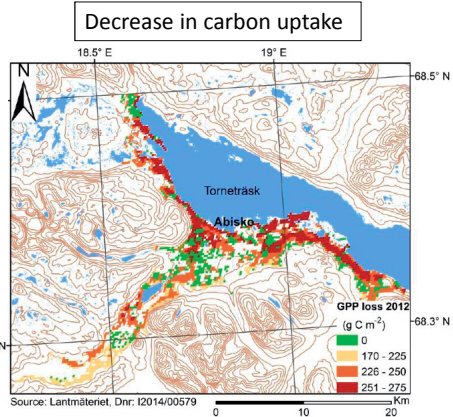 Decrease in carbon uptake
18.5° E
19° E
N
68.5° N
Torneträsk
Abisko
GPP loss 2012
(g C m⁻²)
68.3° N
0
170 - 225
226 - 250
251 - 275
N
Source: Lantmäteriet, Dnr: I2014/00579
Km
0
10
20